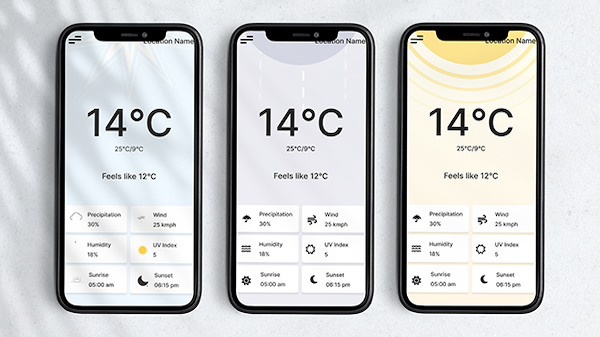 Location Name
14°C
25°C/9°C
Feels like 12°C
Precipitation
30%
Wind
25 kmph
Humidity
18%
UV Index
5
Sunrise
05:00 am
Sunset
06:15 pm
Location Name
14°C
25°C/9°C
Feels like 12°C
Precipitation
30%
Wind
25 kmph
Humidity
18%
UV Index
5
Sunrise
05:00 am
Sunset
06:15 pm
Location Name
14°C
25°C/9°C
Feels like 12°C
Precipitation
30%
Wind
25 kmph
Humidity
18%
UV Index
5
Sunrise
05:00 am
Sunset
06:15 pm